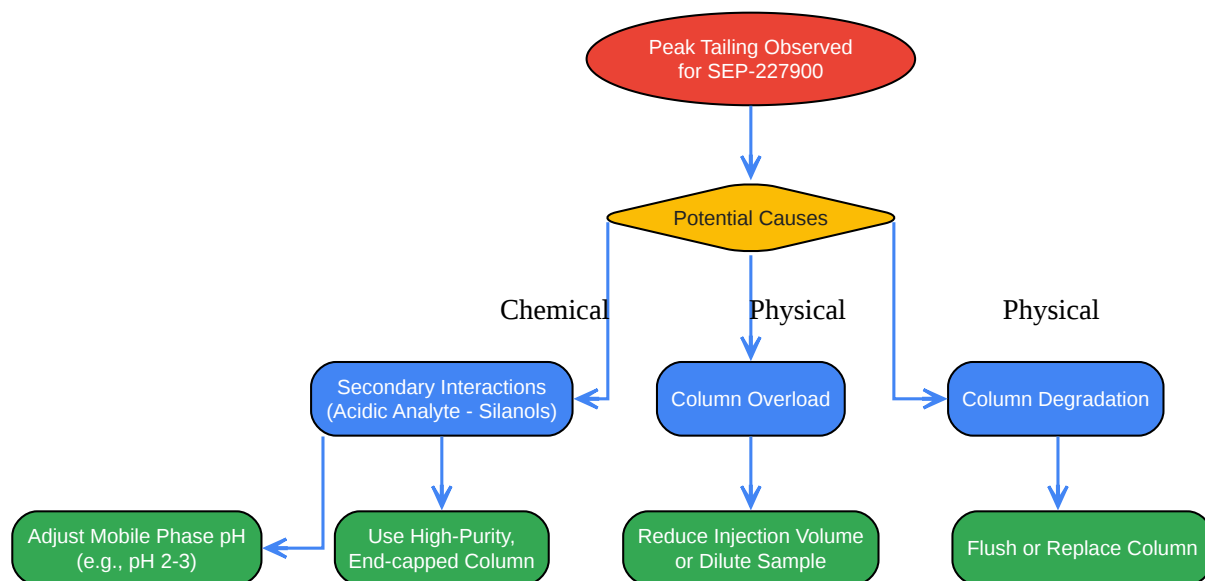 Peak Tailing Observed
for SEP-227900
Potential Causes
Chemical
Physical
Physical
Secondary Interactions
(Acidic Analyte - Silanols)
Column Overload
Column Degradation
Adjust Mobile Phase pH
(e.g., pH 2-3)
Use High-Purity,
End-capped Column
Reduce Injection Volume
or Dilute Sample
Flush or Replace Column